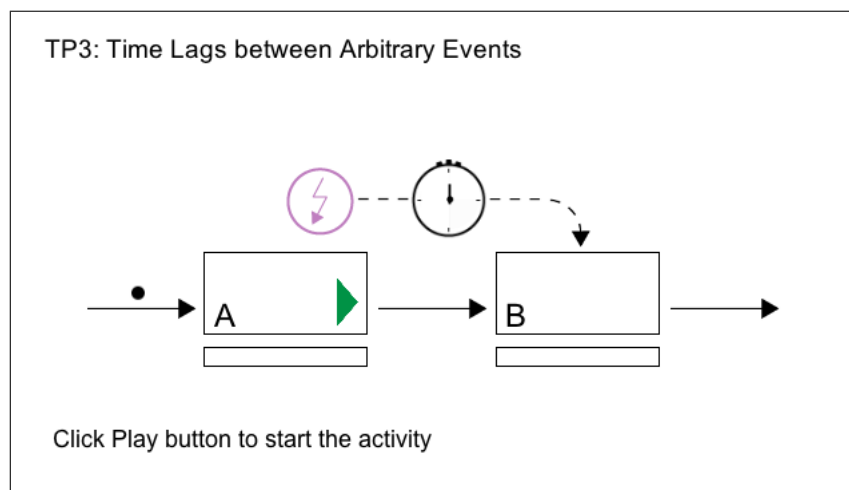 TP3: Time Lags between Arbitrary Events
A
B
Click Play button to start the activity